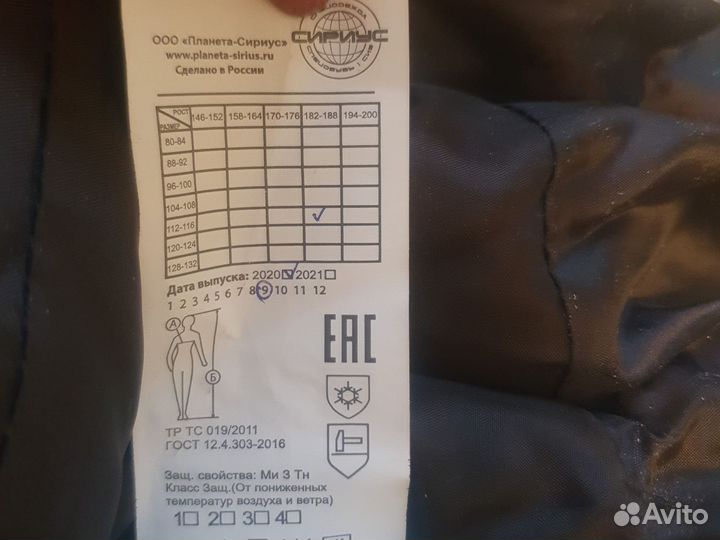 СПЕЦОДЕЖДА
СИРИУС
СПЕЦОБУВЬ / СИЗ
ООО «Планета-Сириус»
www.planeta-sirius.ru
Сделано в России
РОСТ 146-152 158-164 170-176 182-188 194-200
РАЗМЕР
80-84
88-92
96-100
104-108
112-116
120-124
128-132
Дата выпуска: 2020 2021
1 2 3 4 5 6 7 8 9 10 11 12
А
Б
ЕАС
ТР ТС 019/2011
ГОСТ 12.4.303-2016
Защ. свойства: Ми З Тн
Класс Защ.(От пониженных
температур воздуха и ветра)
1 2 3 4
Avito